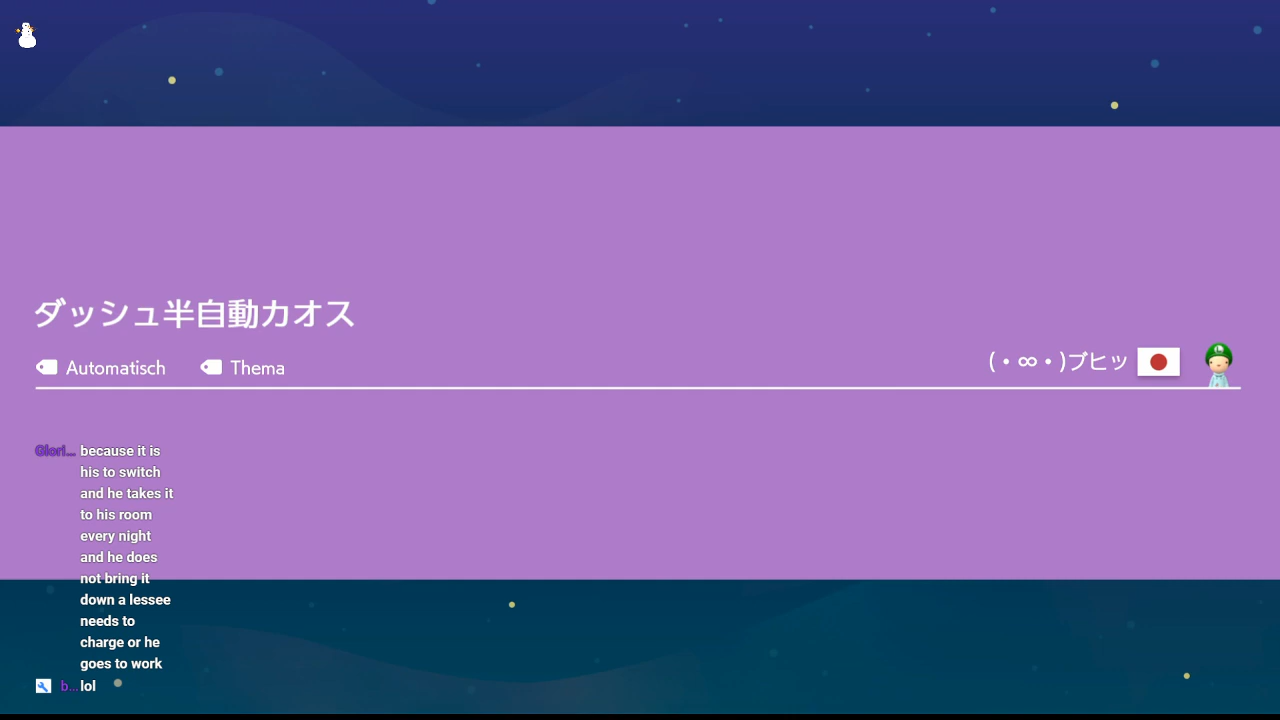 ダッシュ半自動カオス
Automatisch Thema
(・∞・)ブヒッ
L
Glori... because it is
his to switch
and he takes it
to his room
every night
and he does
not bring it
down a lessee
needs to
charge or he
goes to work
b... lol